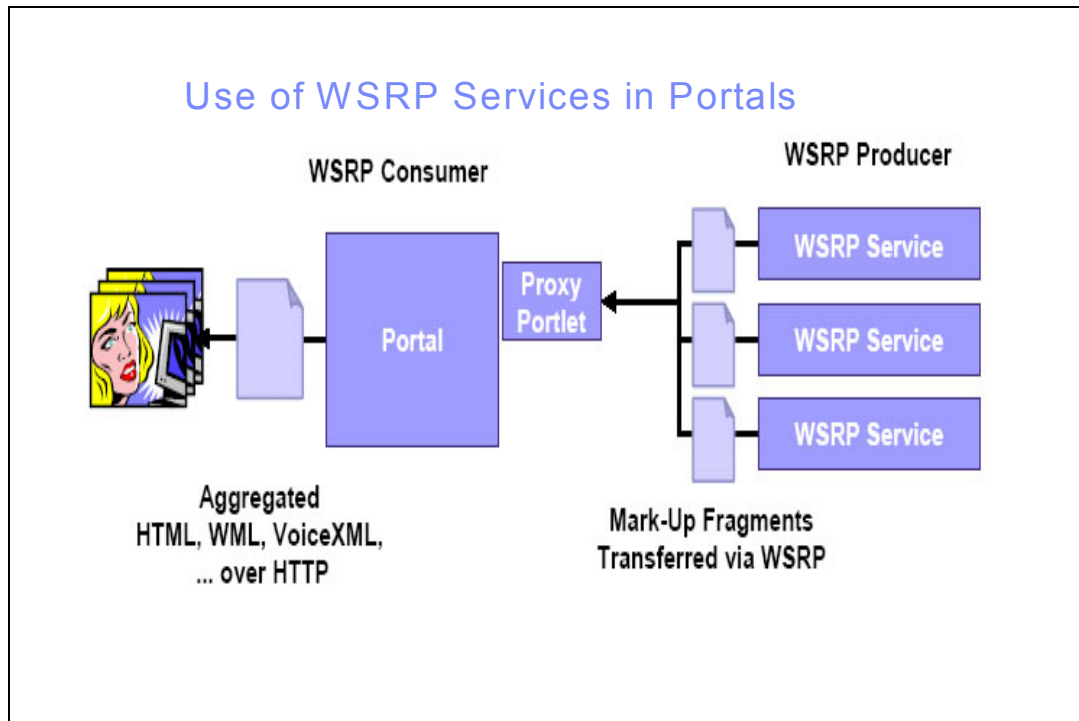 Use of WSRP Services in Portals
WSRP Consumer
WSRP Producer
Portal
Proxy
Portlet
WSRP Service
WSRP Service
WSRP Service
Aggregated
HTML, WML, VoiceXML,
... over HTTP
Mark-Up Fragments
Transferred via WSRP